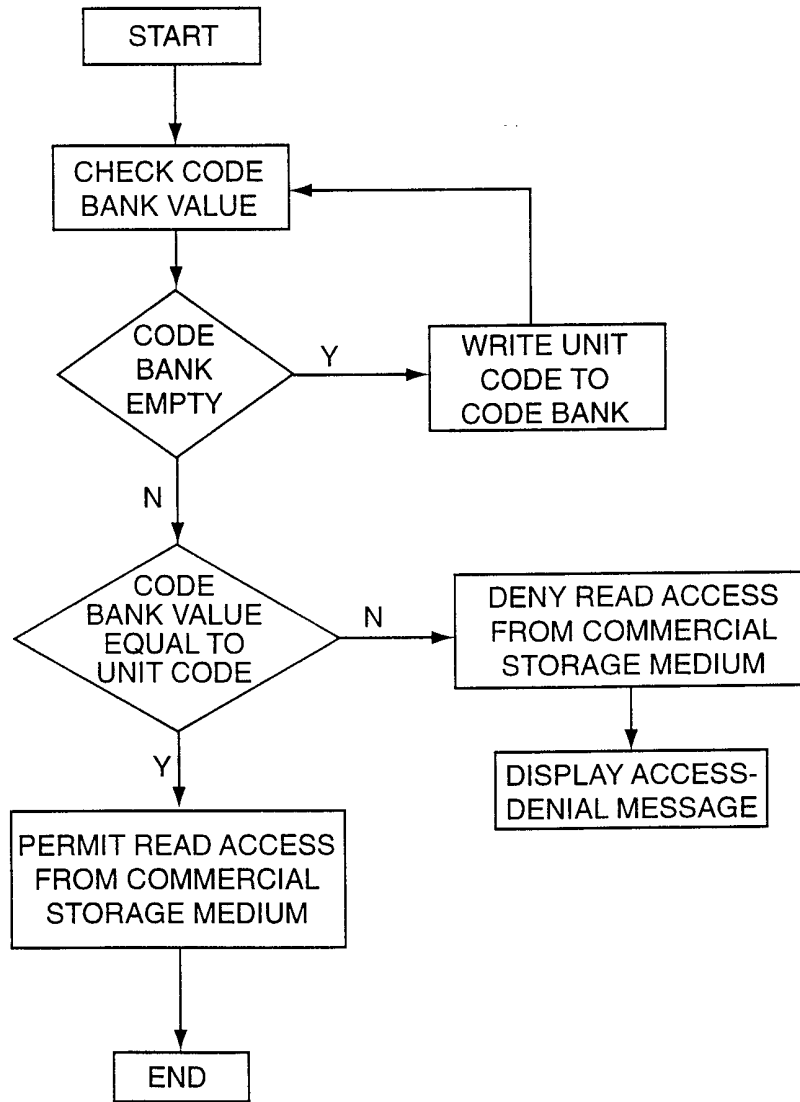 START
CHECK CODE
BANK VALUE
CODE
BANK
EMPTY
Y
WRITE UNIT
CODE TO
CODE BANK
N
CODE
BANK VALUE
EQUAL TO
UNIT CODE
N
DENY READ ACCESS
FROM COMMERCIAL
STORAGE MEDIUM
Y
DISPLAY ACCESS-
DENIAL MESSAGE
PERMIT READ ACCESS
FROM COMMERCIAL
STORAGE MEDIUM
END